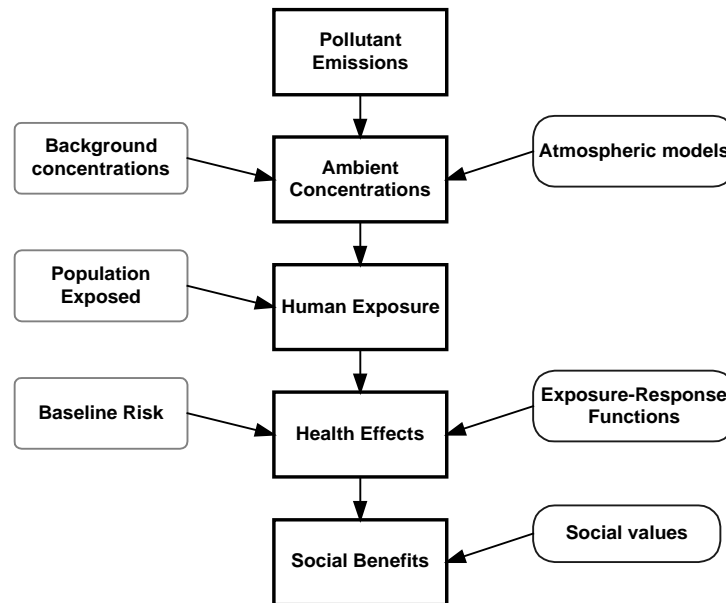 Pollutant
Emissions
Background
concentrations
Ambient
Concentrations
Atmospheric models
Population
Exposed
Human Exposure
Baseline Risk
Health Effects
Exposure-Response
Functions
Social Benefits
Social values